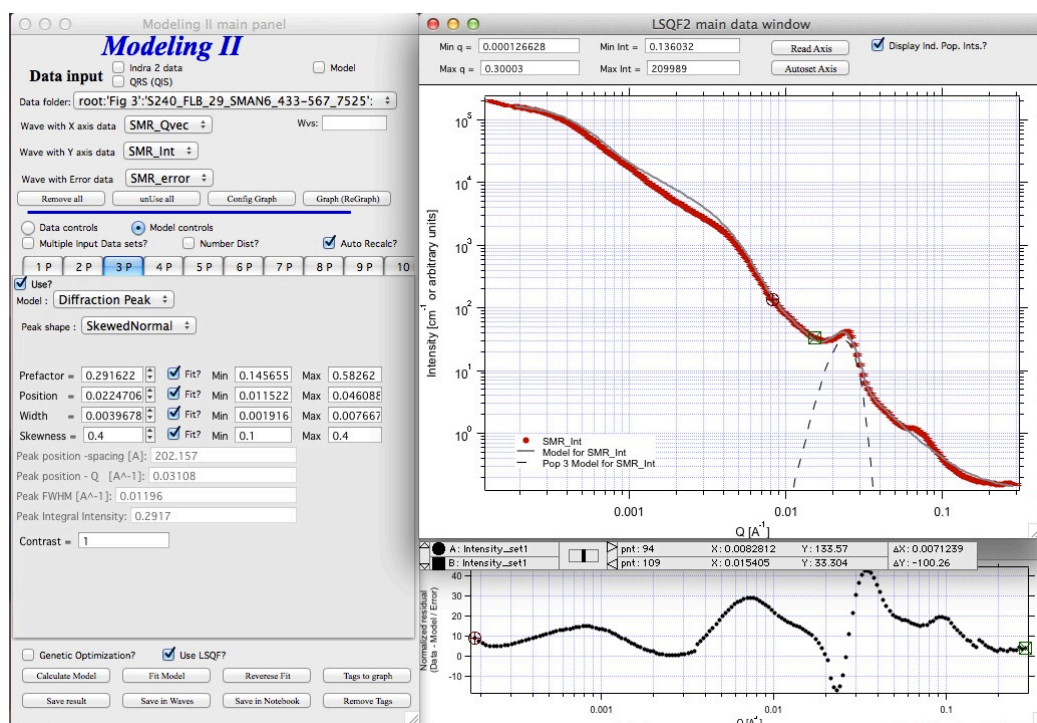 Modeling II main panel
Modeling II
Data input
Indra 2 data
QRS (QIS)
Model
Data folder: root:'Fig 3':'S240_FLB_29_SMAN6_433-567_7525':
Wave with X axis data SMR_Qvec
Wvs:
Wave with Y axis data SMR_Int
Wave with Error data SMR_error
Remove all unUse all Config Graph Graph (ReGraph)
Data controls Model controls
Multiple Input Data sets? Number Dist? Auto Recalc?
1 P 2 P 3 P 4 P 5 P 6 P 7 P 8 P 9 P 10
Use?
Model : Diffraction Peak
Peak shape : SkewedNormal
Prefactor = 0.291622 Fit? Min 0.145655 Max 0.58262
Position = 0.0224706 Fit? Min 0.011522 Max 0.046088
Width = 0.0039678 Fit? Min 0.001916 Max 0.007667
Skewness = 0.4 Fit? Min 0.1 Max 0.4
Peak position -spacing [A]: 202.157
Peak position - Q [A^-1]: 0.03108
Peak FWHM [A^-1]: 0.01196
Peak Integral Intensity: 0.2917
Contrast = 1
Genetic Optimization? Use LSQF?
Calculate Model Fit Model Reverese Fit Tags to graph
Save result Save in Waves Save in Notebook Remove Tags
LSQF2 main data window
Min q = 0.000126628 Min Int = 0.136032 Read Axis Display Ind. Pop. Ints.?
Max q = 0.30003 Max Int = 209989 Autoset Axis
Intensity [cm⁻¹ or arbitrary units]
10⁵
10⁴
10³
10²
10¹
10⁰
SMR_Int
Model for SMR_Int
Pop 3 Model for SMR_Int
0.001 0.01 0.1
Q [A⁻¹]
A: Intensity_set1 pnt: 94 X: 0.0082812 Y: 133.57 ΔX: 0.0071239
B: Intensity_set1 pnt: 109 X: 0.015405 Y: 33.304 ΔY: -100.26
Normalized residual
(Data - Model / Error)
40
30
20
10
0
-10
0.001 0.01 0.1
Q [A⁻¹]